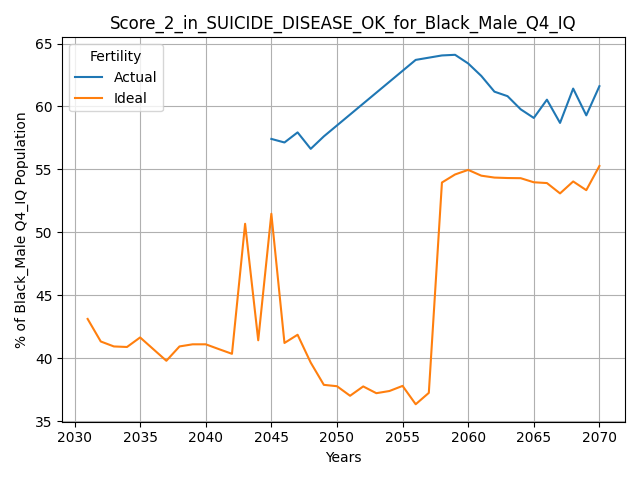 Score_2_in_SUICIDE_DISEASE_OK_for_Black_Male_Q4_IQ
Fertility
Actual
Ideal
% of Black_Male Q4_IQ Population
65
60
55
50
45
40
35
2030 2035 2040 2045 2050 2055 2060 2065 2070
Years